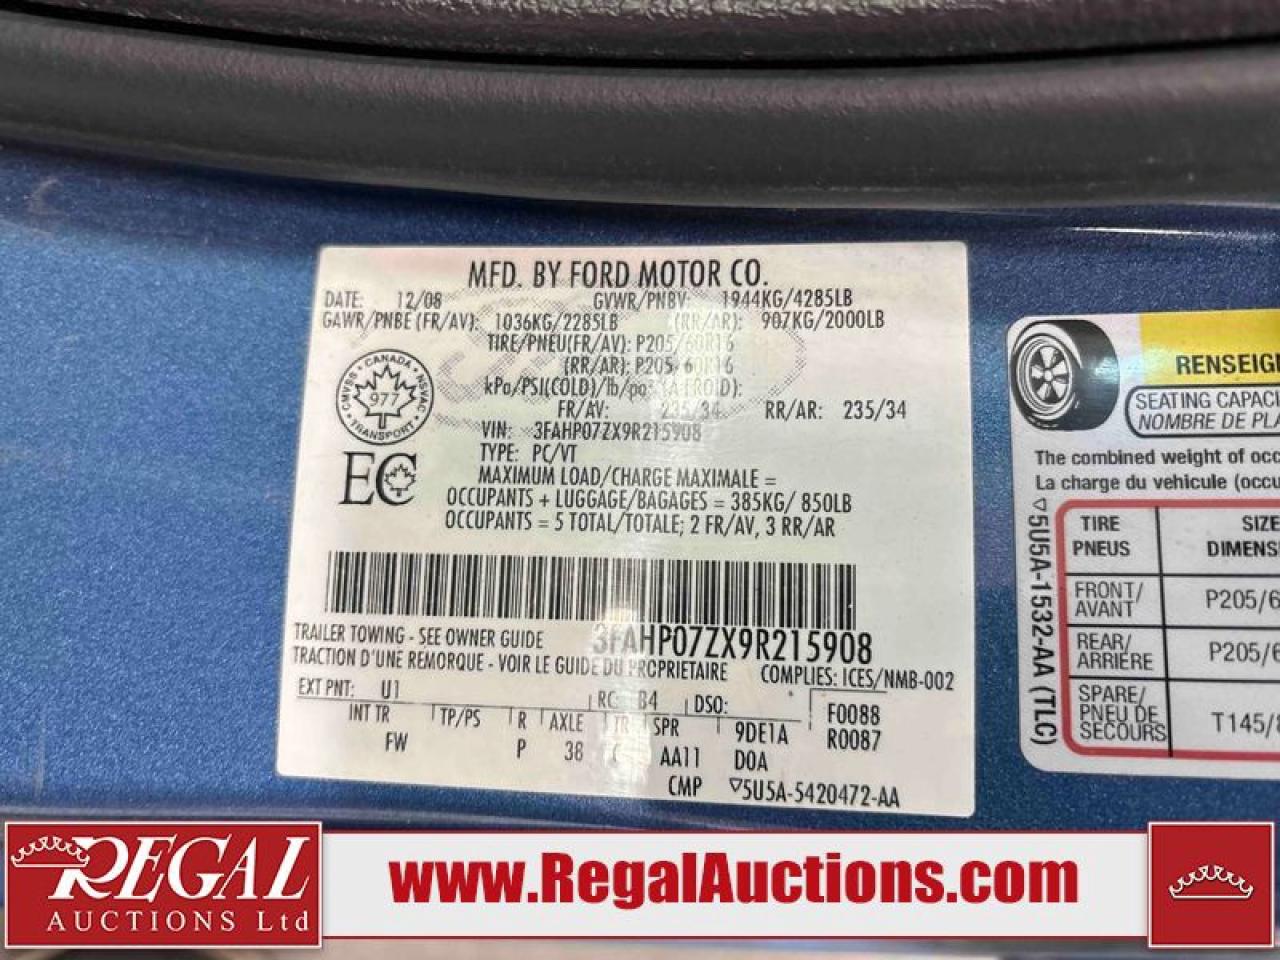 MFD. BY FORD MOTOR CO.
DATE: 12/08 GVWR/PNBV: 1944KG/4285LB
GAWR/PNBE (FR/AV): 1036KG/2285LB (RR/AR): 907KG/2000LB
TIRE/PNEU(FR/AV): P205/60R16
(RR/AR): P205/60R16
kPa/PSI(COLD)/lb/po² (A FROID):
FR/AV: 235/34 RR/AR: 235/34
VIN: 3FAHP07ZX9R215908
TYPE: PC/VT
MAXIMUM LOAD/CHARGE MAXIMALE =
OCCUPANTS + LUGGAGE/BAGAGES = 385KG/ 850LB
OCCUPANTS = 5 TOTAL/TOTALE; 2 FR/AV, 3 RR/AR
CMVSS • CANADA • NSVAC • TRANSPORT
977
EC
3FAHP07ZX9R215908
TRAILER TOWING - SEE OWNER GUIDE
TRACTION D'UNE REMORQUE - VOIR LE GUIDE DU PROPRIETAIRE
COMPLIES: ICES/NMB-002
EXT PNT: U1 RC: B4 DSO: F0088
INT TR TP/PS R AXLE TR SPR 9DE1A R0087
FW P 38 C AA11 D0A
CMP ▽5U5A-5420472-AA
RENSEIG
SEATING CAPACI
NOMBRE DE PLA
The combined weight of occ
La charge du véhicule (occu
▽5U5A-1532-AA (TLC)
TIRE SIZE
PNEUS DIMENS
FRONT/
AVANT P205/6
REAR/
ARRIÈRE P205/6
SPARE/
PNEU DE
SECOURS T145/8
REGAL
AUCTIONS Ltd
www.RegalAuctions.com